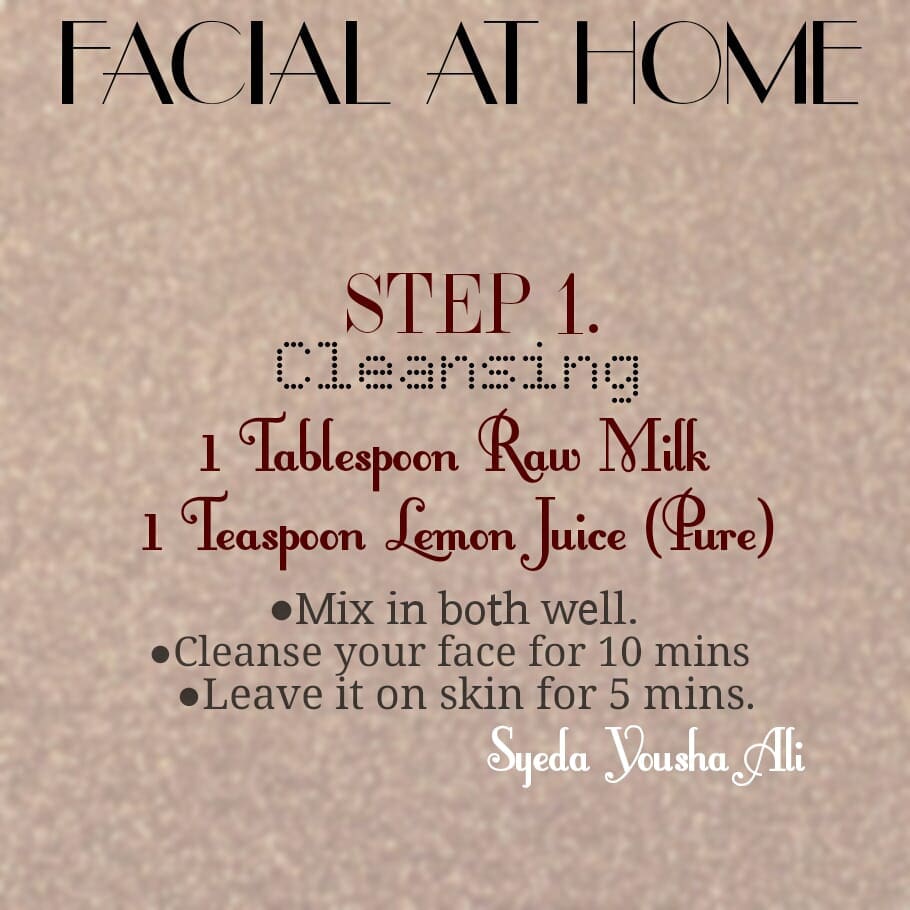 FACIAL AT HOME
STEP 1.
Cleansing
1 Tablespoon Raw Milk
1 Teaspoon Lemon Juice (Pure)
●Mix in both well.
●Cleanse your face for 10 mins
●Leave it on skin for 5 mins.
Syeda Yousha Ali